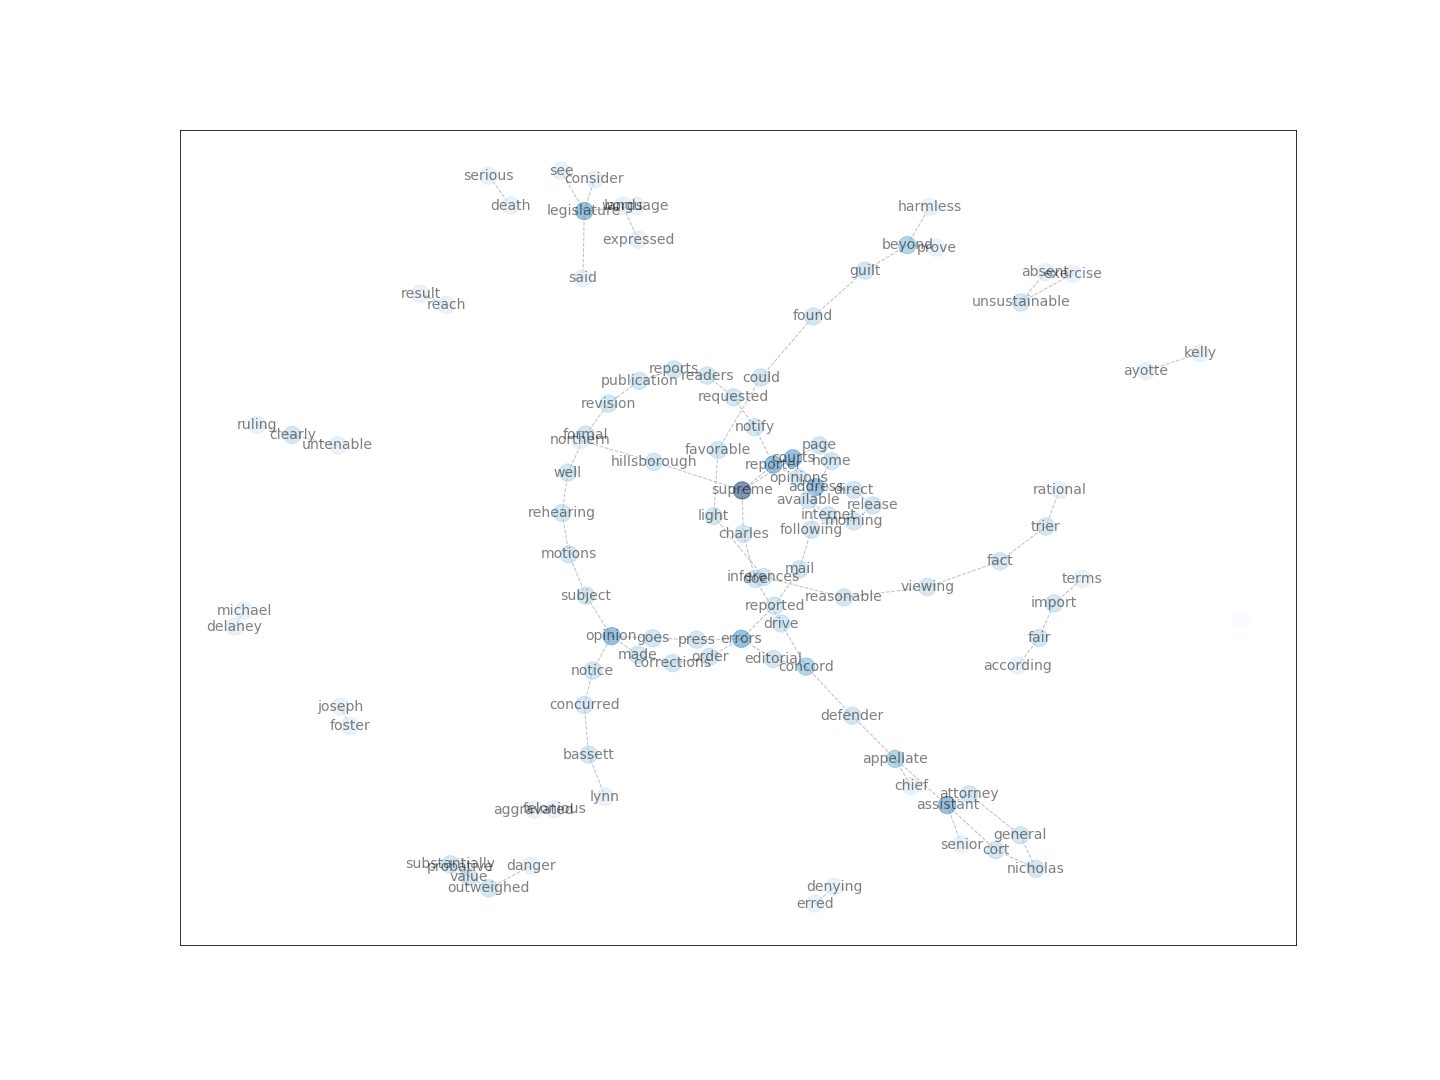 see
serious
consider
death
legislature
language
harmless
expressed
beyond
prove
guilt
absent
exercise
said
result
reach
unsustainable
found
kelly
reports
ayotte
readers
could
publication
requested
revision
ruling
notify
clearly
formal
northern
untenable
page
favorable
courts
home
hillsborough
reporter
well
opinions
address
direct
supreme
rational
available
release
rehearing
light
internet
morning
trier
following
charles
motions
fact
mail
inferences
doe
terms
viewing
subject
reasonable
import
reported
michael
drive
delaney
opinion
goes
press
errors
fair
made
order
editorial
corrections
concord
according
notice
concurred
joseph
defender
foster
bassett
appellate
chief
attorney
lynn
assistant
aggravated
felonious
general
senior
cort
substantially
probative
danger
nicholas
value
outweighed
denying
erred